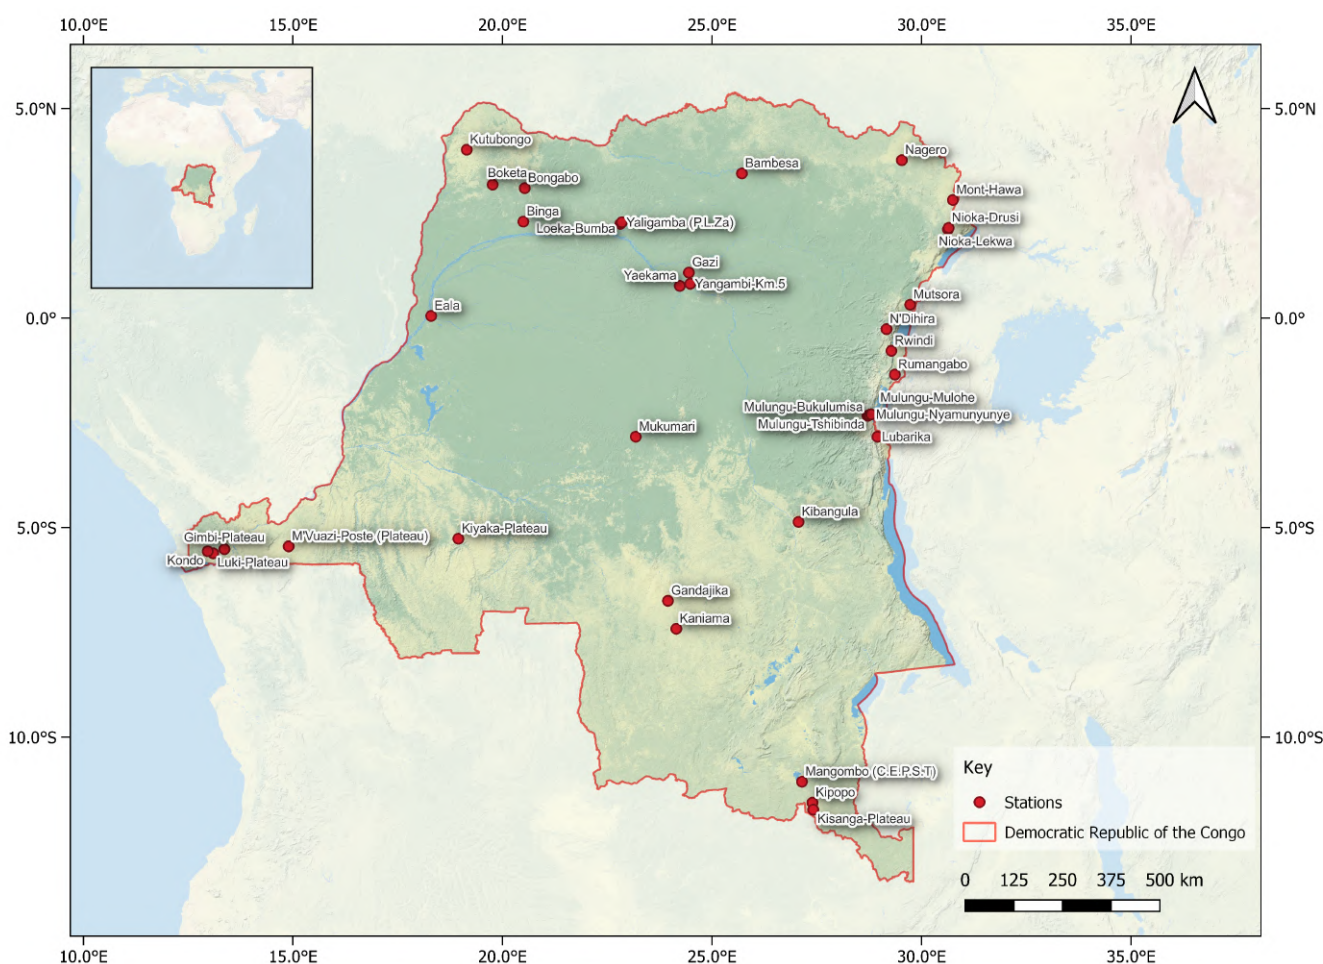 10.0°E 15.0°E 20.0°E 25.0°E 30.0°E 35.0°E
5.0°N 5.0°N
Kutubongo
Nagero
Bambesa
Boketa
Bongabo
Mont-Hawa
Binga
Nioka-Drusi
Loeka-Bumba
Yaligamba (P.L.Za)
Nioka-Lekwa
Gazi
Yaekama
Yangambi-Km.5
Mutsora
Eala
0.0° 0.0°
N'Dihira
Rwindi
Rumangabo
Mulungu-Mulohe
Mulungu-Bukulumisa
Mulungu-Nyamunyunye
Mulungu-Tshibinda
Mukumari
Lubarika
Kibangula
5.0°S 5.0°S
Kiyaka-Plateau
M'Vuazi-Poste (Plateau)
Gimbi-Plateau
Kondo
Luki-Plateau
Gandajika
Kaniama
10.0°S 10.0°S
Mangombo (C.E.P.S.T)
Kipopo
Kisanga-Plateau
Key
Stations
Democratic Republic of the Congo
0 125 250 375 500 km
10.0°E 15.0°E 20.0°E 25.0°E 30.0°E 35.0°E